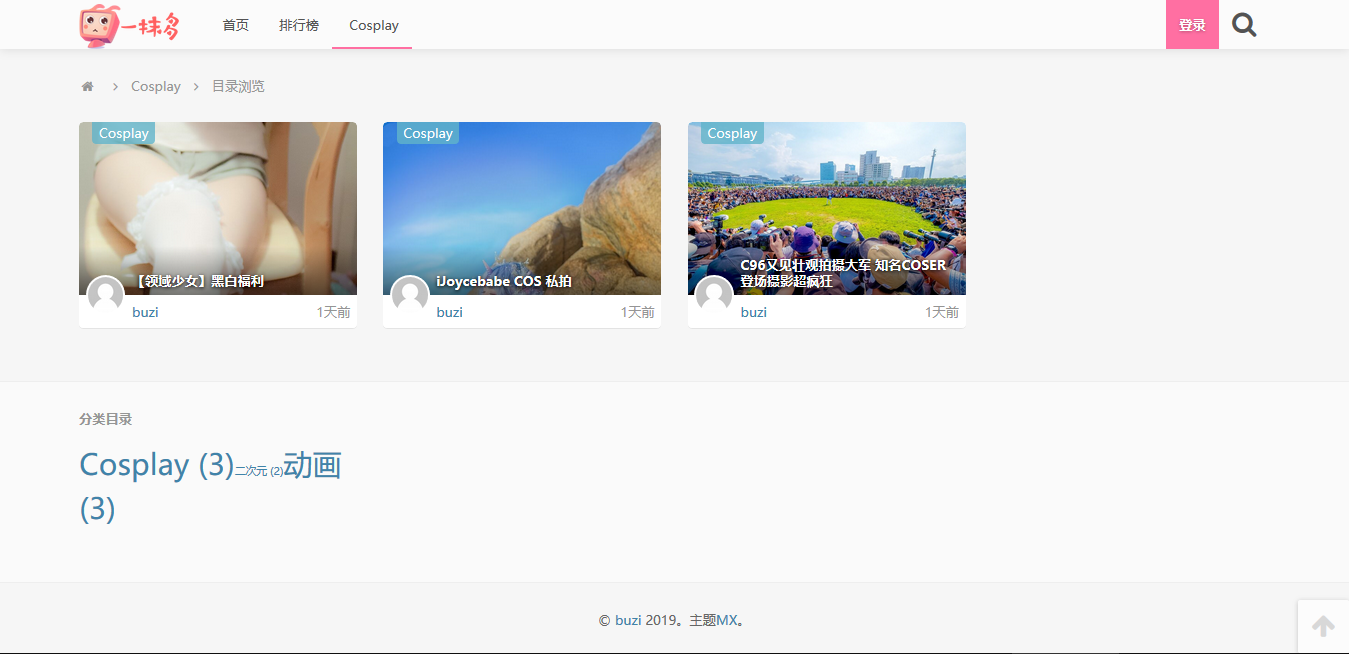 一抹多 首页 排行榜 Cosplay 登录
Cosplay 目录浏览
Cosplay Cosplay Cosplay
【领域少女】黑白福利
buzi 1天前
iJoycebabe COS 私拍
buzi 1天前
C96又见壮观拍摄大军 知名COSER
登场摄影超疯狂
buzi 1天前
分类目录
Cosplay (3)二次元 (2)动画
(3)
© buzi 2019。主题MX。